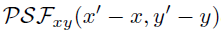 𝒫𝒮ℱ_{xy}(x′ − x, y′ − y)